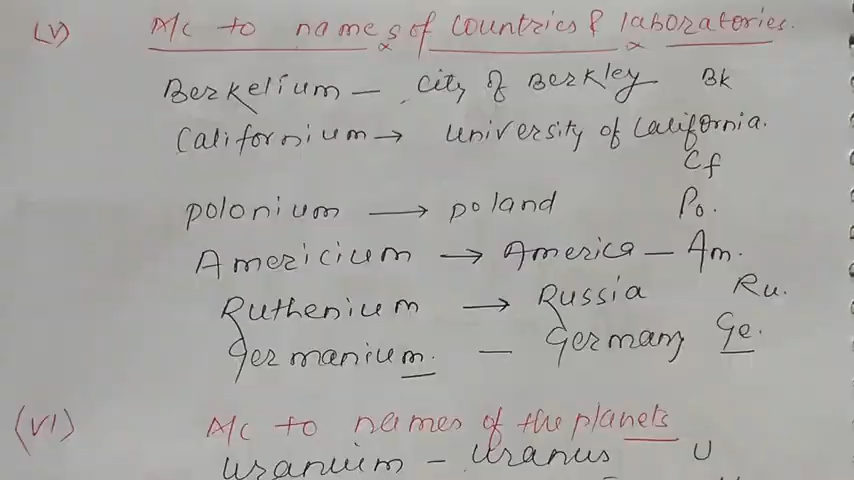 (V) A/c to names of countries & laboratories.
Berkelium — city of Berkley Bk
Californium → university of California.
Cf
polonium → poland Po.
Americium → America — Am.
Ruthenium → Russia Ru.
Germanium. — Germany Ge.
(VI) A/c to names of the planets
Uranium — Uranus U